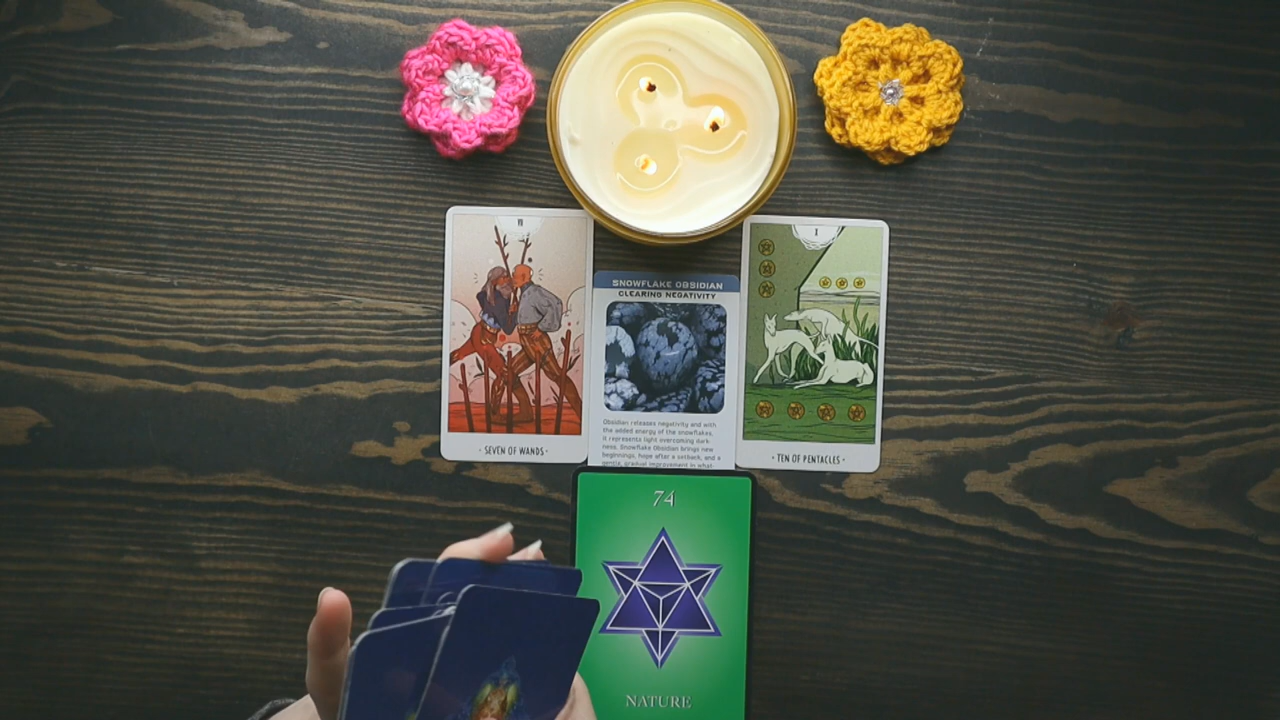 VII
· SEVEN OF WANDS ·
SNOWFLAKE OBSIDIAN
CLEARING NEGATIVITY
Obsidian releases negativity and with
the added energy of the snowflakes,
it represents light overcoming dark-
ness. Snowflake Obsidian brings new
beginnings, hope after a setback, and a
gentle, gradual improvement in what-
I
· TEN OF PENTACLES ·
74
NATURE